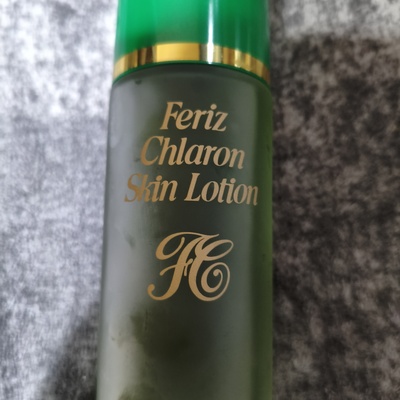 Feriz
Chlaron
Skin Lotion
FC